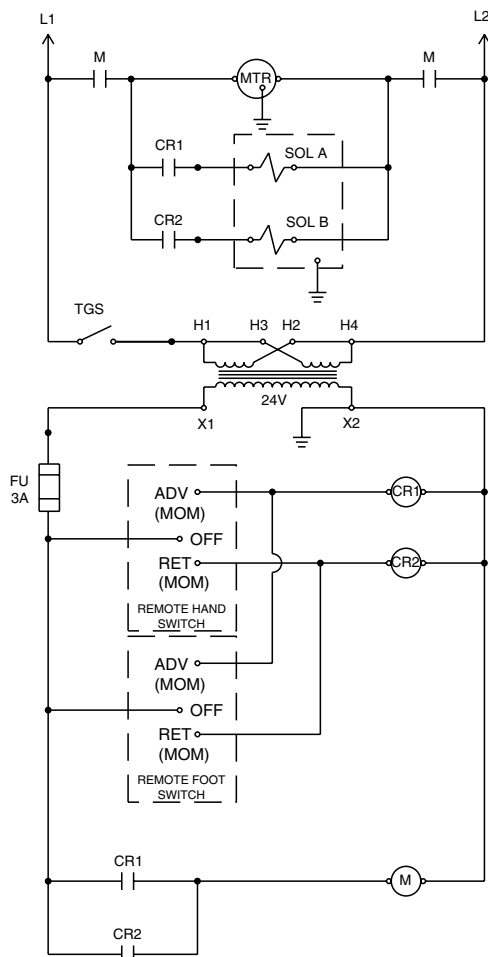 L1
L2
M
MTR
M
CR1
SOL A
CR2
SOL B
TGS
H1
H3
H2
H4
24V
X1
X2
FU
3A
ADV
(MOM)
OFF
RET
(MOM)
REMOTE HAND
SWITCH
CR1
CR2
ADV
(MOM)
OFF
RET
(MOM)
REMOTE FOOT
SWITCH
CR1
M
CR2